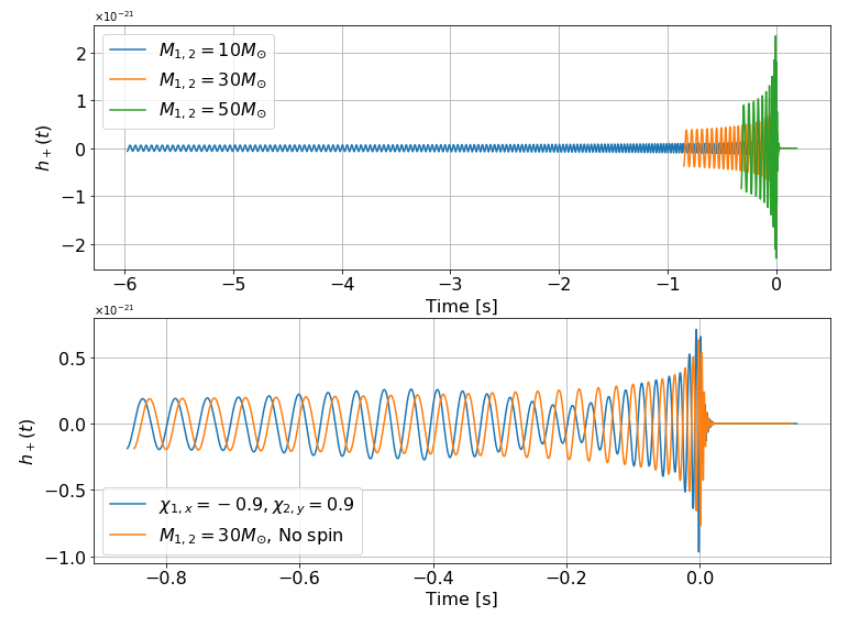 ×10⁻²¹
2
1
0
−1
−2
h₊(t)
M₁,₂ = 10M⊙
M₁,₂ = 30M⊙
M₁,₂ = 50M⊙
−6 −5 −4 −3 −2 −1 0
Time [s]
×10⁻²¹
0.5
0.0
−0.5
−1.0
h₊(t)
χ₁,ₓ = −0.9, χ₂,ᵧ = 0.9
M₁,₂ = 30M⊙, No spin
−0.8 −0.6 −0.4 −0.2 0.0
Time [s]